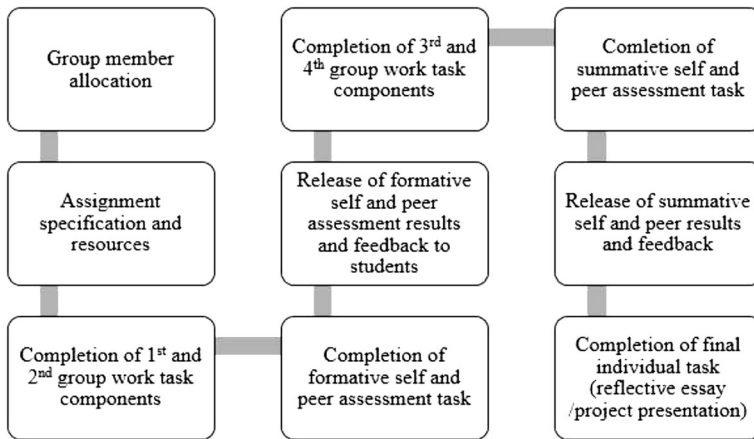 Group member
allocation
Assignment
specification and
resources
Completion of 1st and
2nd group work task
components
Completion of
formative self and
peer assessment task
Release of formative
self and peer
assessment results
and feedback to
students
Completion of 3rd and
4th group work task
components
Comletion of
summative self and
peer assessment task
Release of summative
self and peer results
and feedback
Completion of final
individual task
(reflective essay
/project presentation)